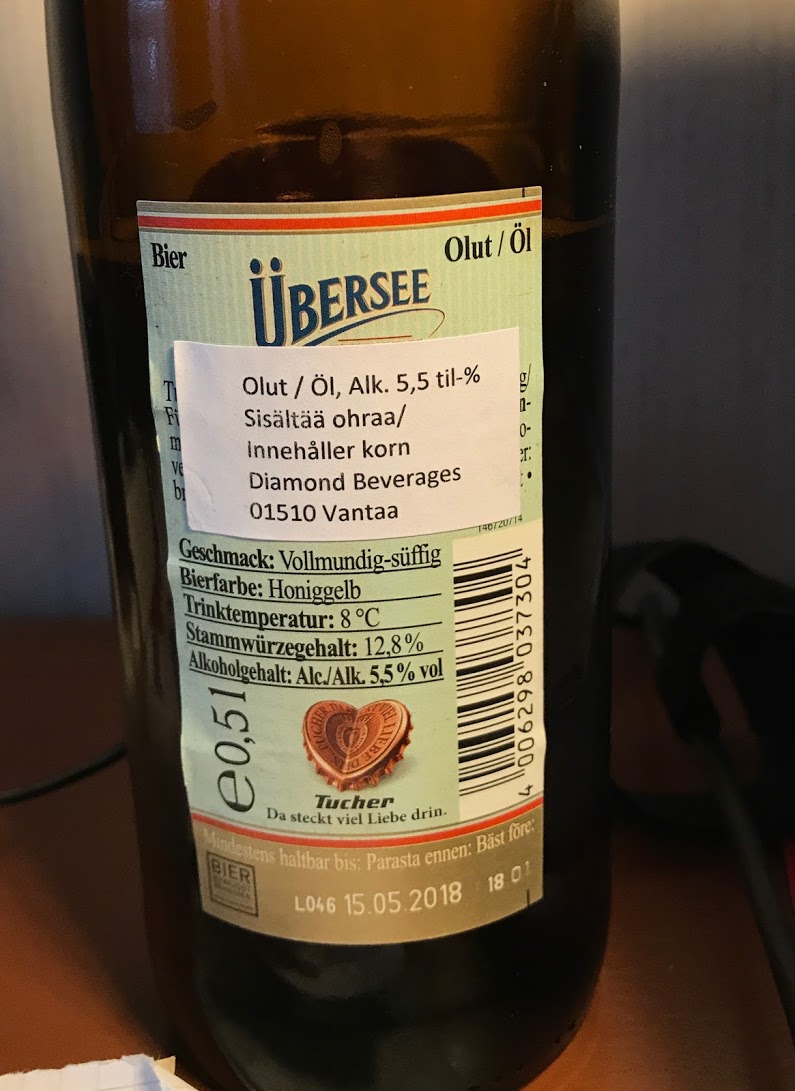 Bier
Olut / Öl
ÜBERSEE
Olut / Öl, Alk. 5,5 til-%
Sisältää ohraa/
Innehåller korn
Diamond Beverages
01510 Vantaa
146720714
Geschmack: Vollmundig-süffig
Bierfarbe: Honiggelb
Trinktemperatur: 8 °C
Stammwürzegehalt: 12,8%
Alkoholgehalt: Alc./Alk. 5,5% vol
e0,5l
4 006298 037304
Tucher
Da steckt viel Liebe drin.
Mindestens haltbar bis: Parasta ennen: Bäst före:
BIER
L046 15.05.2018 18 01